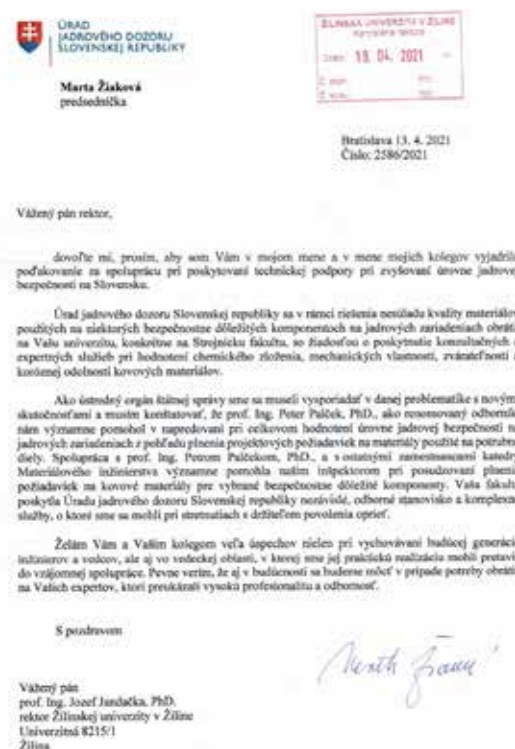 ÚRAD
JADROVÉHO DOZORU
SLOVENSKEJ REPUBLIKY
ŽILINSKÁ UNIVERZITA V ŽILINE
19. 04. 2021
Marta Žiaková
predsedníčka
Bratislava 13. 4. 2021
Číslo: 2586/2021
Vážený pán rektor,
dovoľte mi, prosím, aby som Vám v mojom mene a v mene mojich kolegov vyjadrila
poďakovanie za spoluprácu pri poskytovaní technickej podpory pri zvyšovaní úrovne jadrovej
bezpečnosti na Slovensku.
Úrad jadrového dozoru Slovenskej republiky sa v rámci riešenia nesúladu kvality materiálov
použitých na niektorých bezpečnostne dôležitých komponentoch na jadrových zariadeniach obrátil
na Vašu univerzitu, konkrétne na Strojnícku fakultu, so žiadosťou o poskytnutie konzultačných a
expertných služieb pri hodnotení chemického zloženia, mechanických vlastností, zvárateľnosti a
koróznej odolnosti kovových materiálov.
Ako ústredný orgán štátnej správy sme sa museli vysporiadať v danej problematike s novými
skutočnosťami a musím konštatovať, že prof. Ing. Peter Palček, PhD., ako renomovaný odborník
nám významne pomohol v napredovaní pri celkovom hodnotení úrovne jadrovej bezpečnosti na
jadrových zariadeniach z pohľadu plnenia projektových požiadaviek na materiály použité na potrubné
diely. Spolupráca s prof. Ing. Petrom Palčekom, PhD., a s ostatnými zamestnancami katedry
Materiálového inžinierstva významne pomohla našim inšpektorom pri posudzovaní plnenia
požiadaviek na kovové materiály pre vybrané bezpečnostne dôležité komponenty. Vaša fakulta
poskytla Úradu jadrového dozoru Slovenskej republiky nezávislé, odborné stanovisko a komplexné
služby, o ktoré sme sa mohli pri stretnutiach s držiteľom povolenia oprieť.
Želám Vám a Vašim kolegom veľa úspechov nielen pri vychovávaní budúcej generácie
inžinierov a vedcov, ale aj vo vedeckej oblasti, v ktorej sme jej praktickú realizáciu mohli pretaviť
do vzájomnej spolupráce. Pevne verím, že aj v budúcnosti sa budeme môcť v prípade potreby obrátiť
na Vašich expertov, ktorí preukázali vysokú profesionalitu a odbornosť.
S pozdravom
Vážený pán
prof. Ing. Jozef Jandačka, PhD.
rektor Žilinskej univerzity v Žiline
Univerzitná 8215/1
Žilina